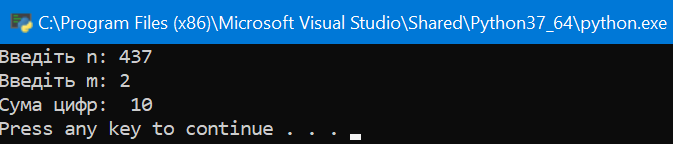 C:\Program Files (x86)\Microsoft Visual Studio\Shared\Python37_64\python.exe
Введіть n: 437
Введіть m: 2
Сума цифр:  10
Press any key to continue . . .